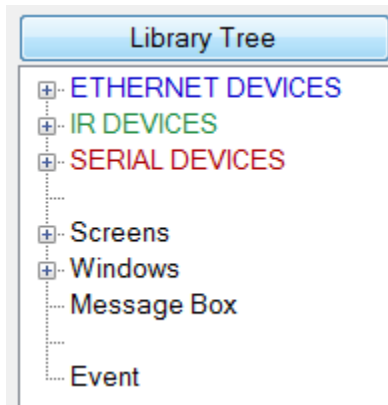 Library Tree
ETHERNET DEVICES
IR DEVICES
SERIAL DEVICES
Screens
Windows
Message Box
Event